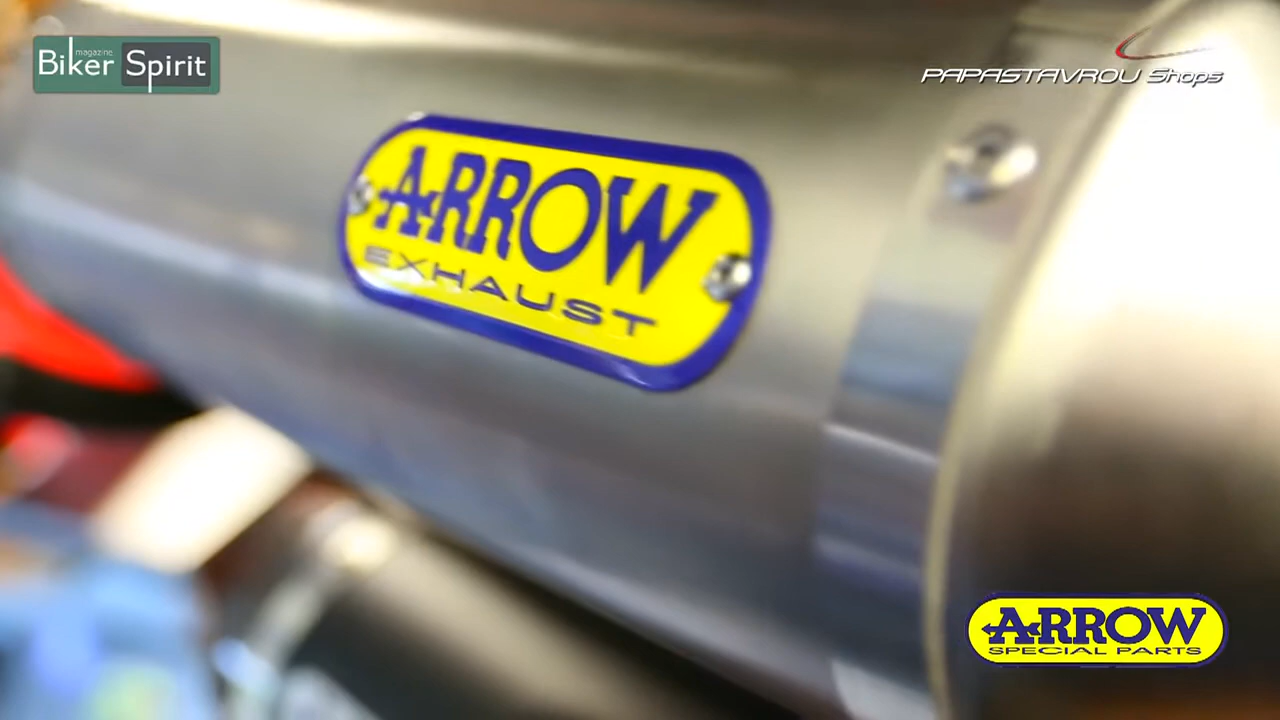 magazine
Biker Spirit
PAPASTAVROU Shops
ARROW
EXHAUST
ARROW
SPECIAL PARTS